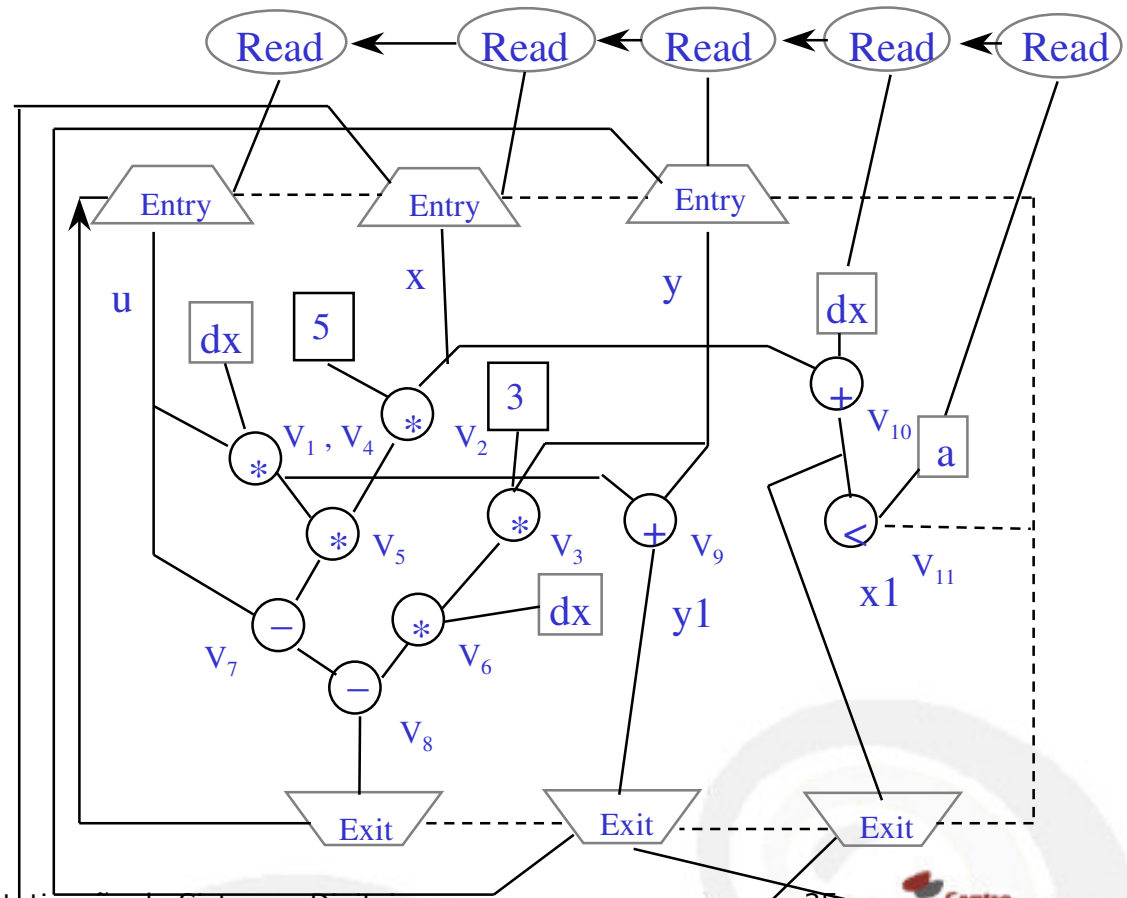 Read Read Read Read Read
Entry Entry Entry
u x y
dx 5 dx
3
* * +
V₁ , V₄ V₂ V₁₀
a
*
* * + <
V₅ V₃ V₉ V₁₁
x1
dx y1
− *
V₇ V₆
−
V₈
Exit Exit Exit
Centro